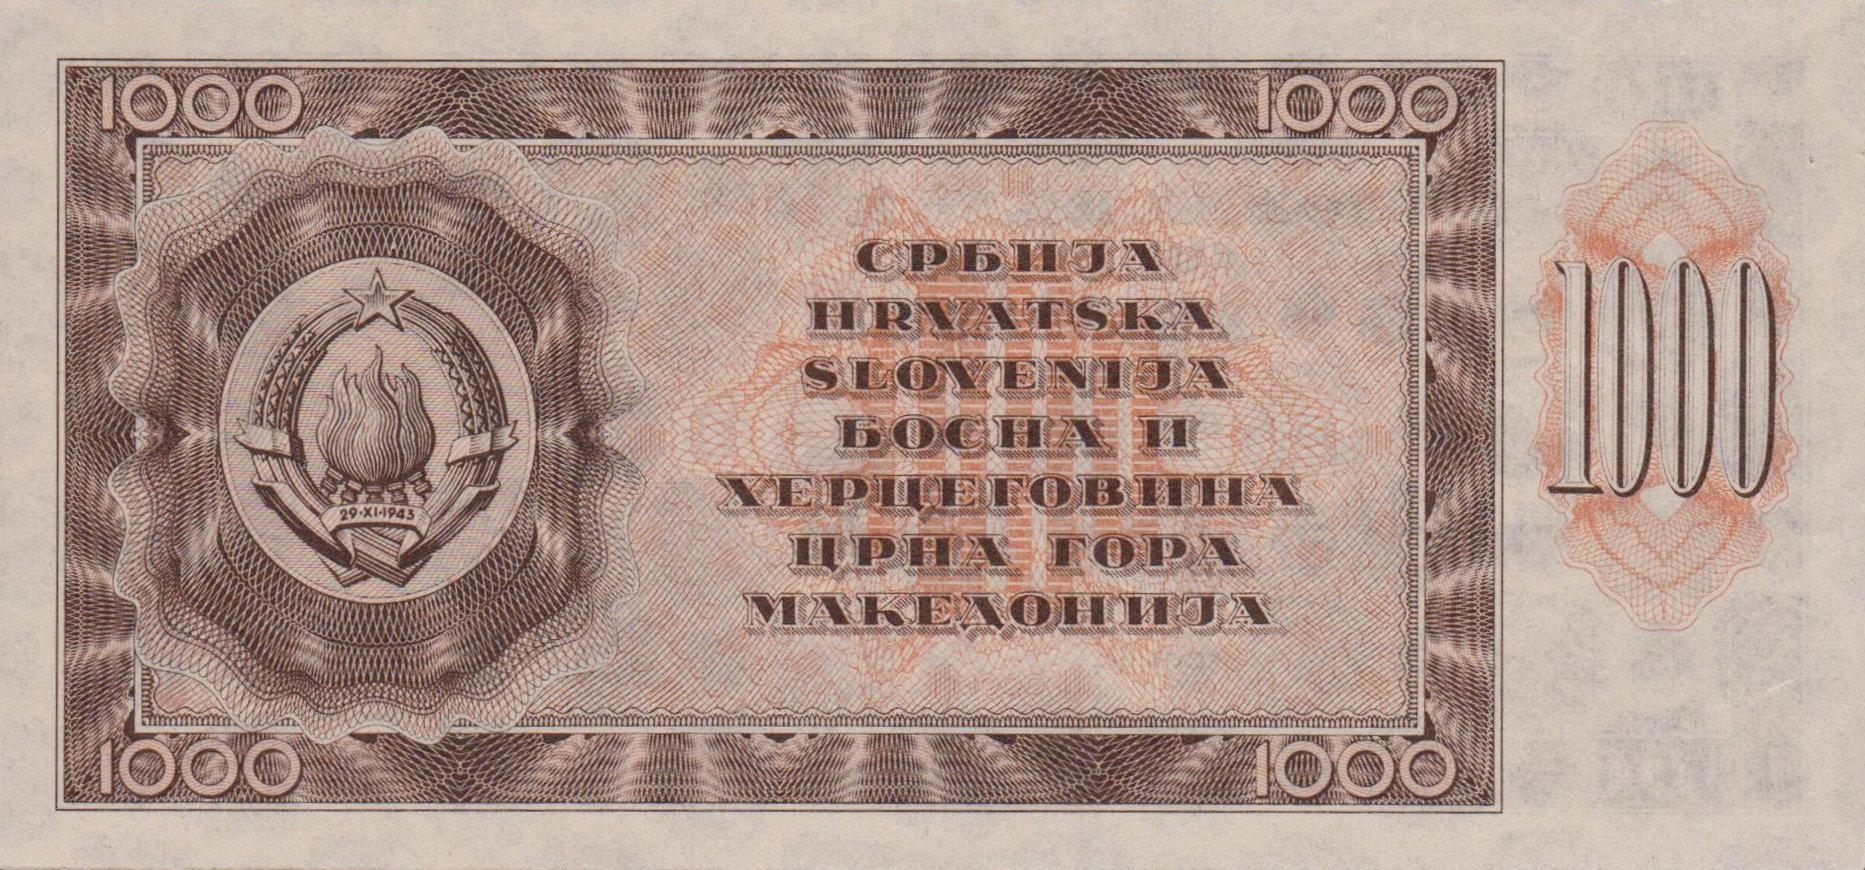 1000 1000
СРБИЈА
HRVATSKA
SLOVENIJA
БОСНА И
ХЕРЦЕГОВИНА
ЦРНА ГОРА
МАКЕДОНИЈА
1000
29·XI·1943
1000 1000